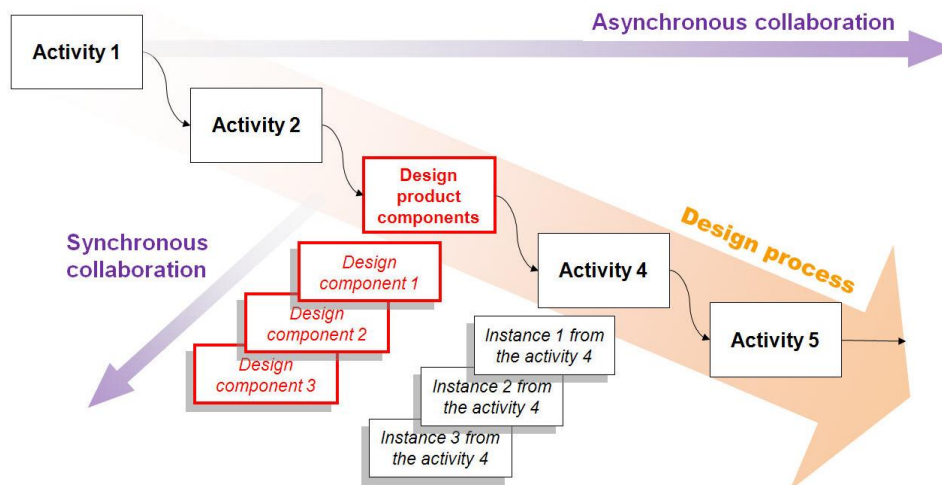 Asynchronous collaboration
Activity 1
Activity 2
Design
product
components
Design process
Synchronous
collaboration
Activity 4
Design
component 1
Design
component 2
Design
component 3
Activity 5
Instance 1 from
the activity 4
Instance 2 from
the activity 4
Instance 3 from
the activity 4